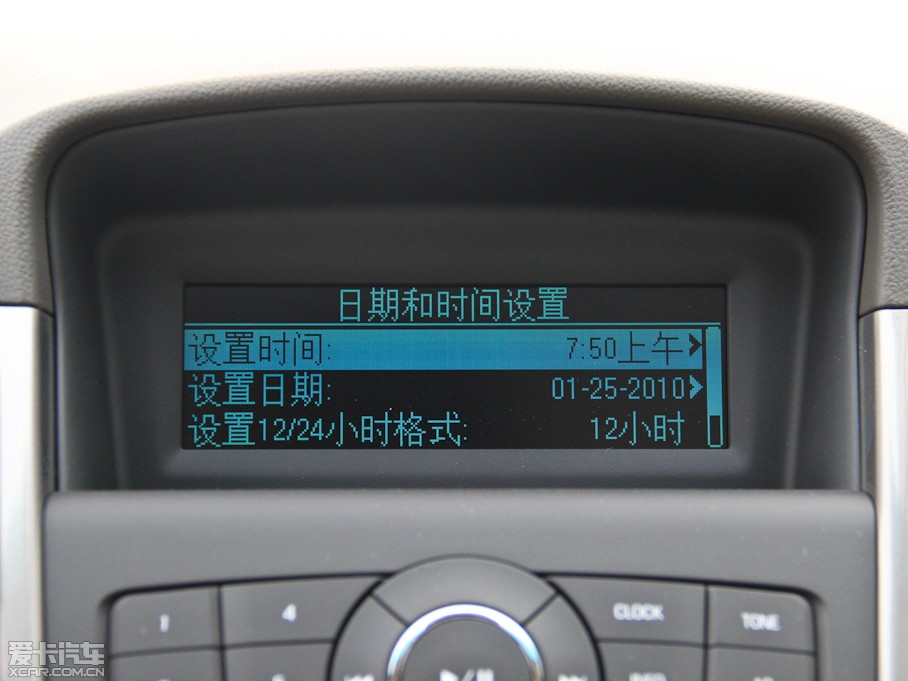 日期和时间设置
设置时间: 7:50上午
设置日期: 01-25-2010
设置12/24小时格式: 12小时
1 4 CLOCK TONE
爱卡汽车
XCAR.COM.CN